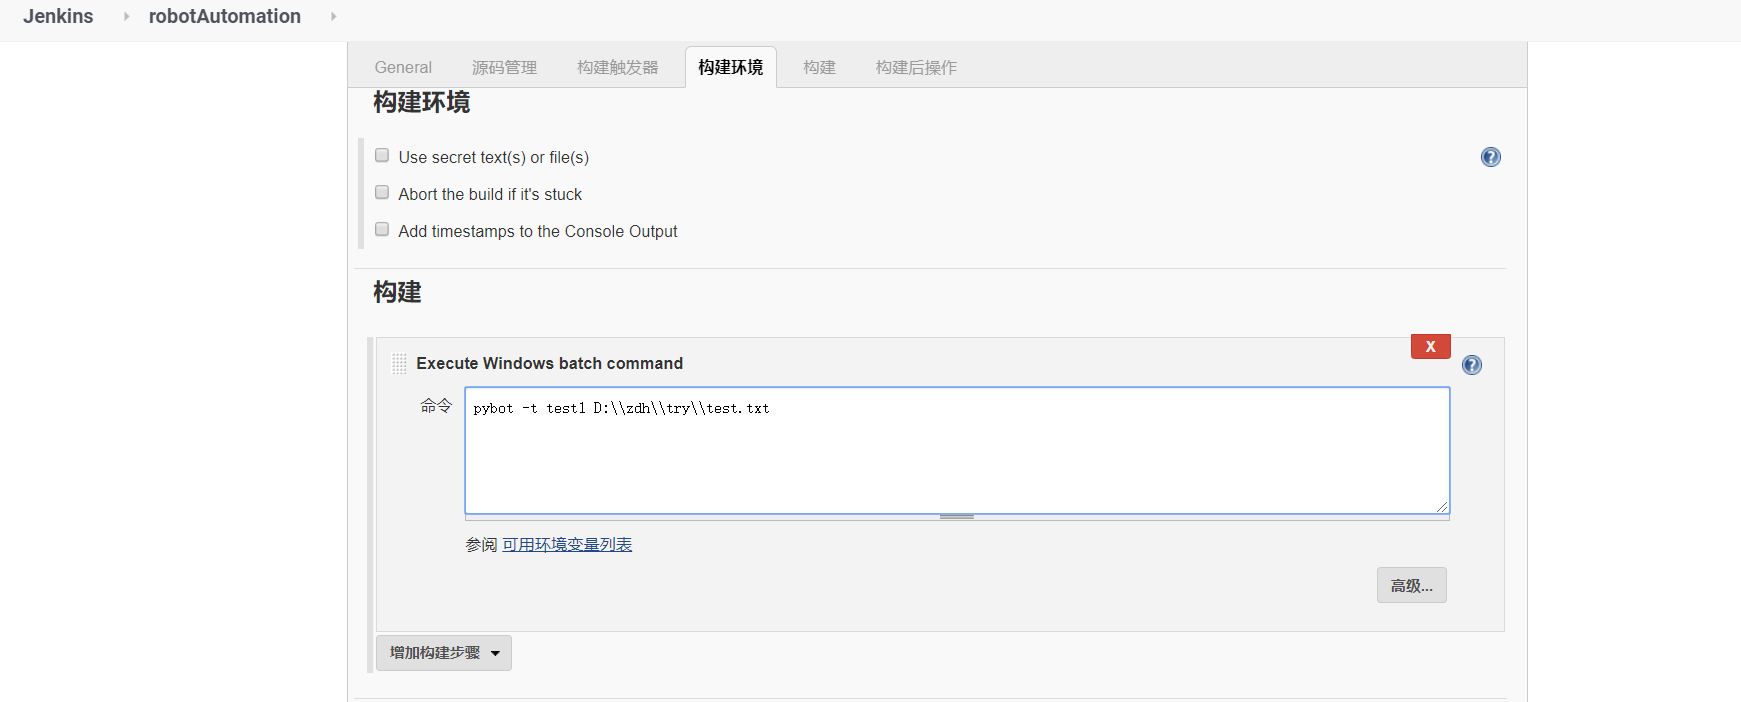 Jenkins robotAutomation
General 源码管理 构建触发器 构建环境 构建 构建后操作
构建环境
Use secret text(s) or file(s)
Abort the build if it's stuck
Add timestamps to the Console Output
构建
X
Execute Windows batch command
命令
pybot -t test1 D:\\zdh\\try\\test.txt
参阅 可用环境变量列表
高级...
增加构建步骤